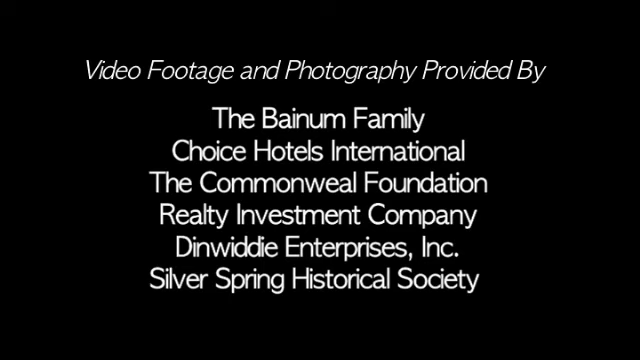 Video Footage and Photography Provided By
The Bainum Family
Choice Hotels International
The Commonweal Foundation
Realty Investment Company
Dinwiddie Enterprises, Inc.
Silver Spring Historical Society